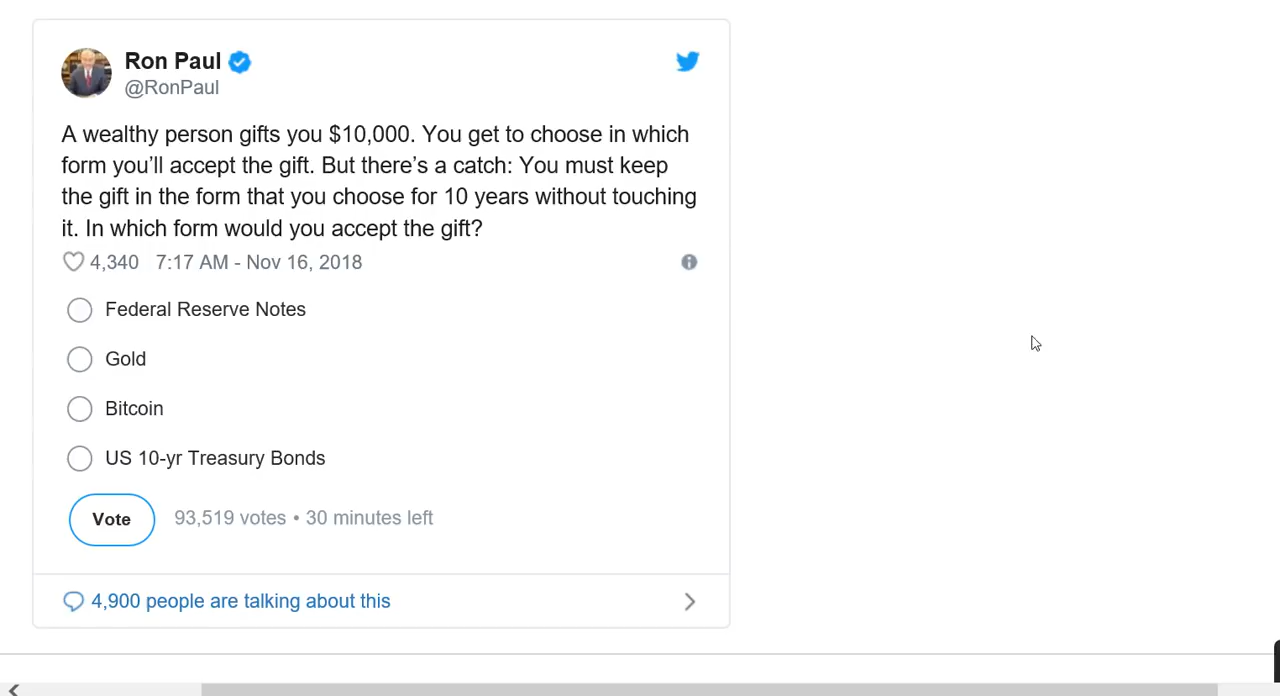 Ron Paul
@RonPaul
A wealthy person gifts you $10,000. You get to choose in which
form you’ll accept the gift. But there’s a catch: You must keep
the gift in the form that you choose for 10 years without touching
it. In which form would you accept the gift?
4,340 7:17 AM - Nov 16, 2018
Federal Reserve Notes
Gold
Bitcoin
US 10-yr Treasury Bonds
Vote 93,519 votes • 30 minutes left
4,900 people are talking about this